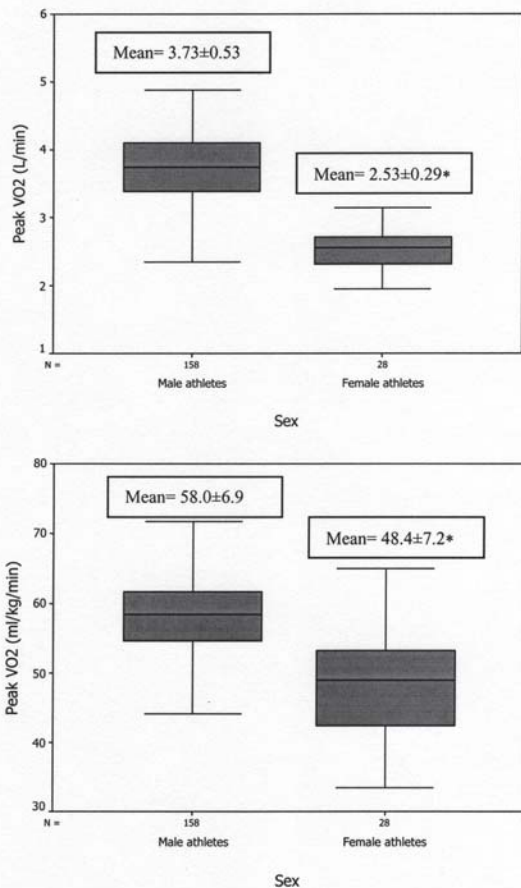 6
Mean= 3.73±0.53
5
Peak VO2 (L/min)
4
Mean= 2.53±0.29*
3
2
1
N = 158 28
Male athletes Female athletes
Sex
80
Mean= 58.0±6.9
70
Mean= 48.4±7.2*
Peak VO2 (ml/kg/min)
60
50
40
30
N = 158 28
Male athletes Female athletes
Sex